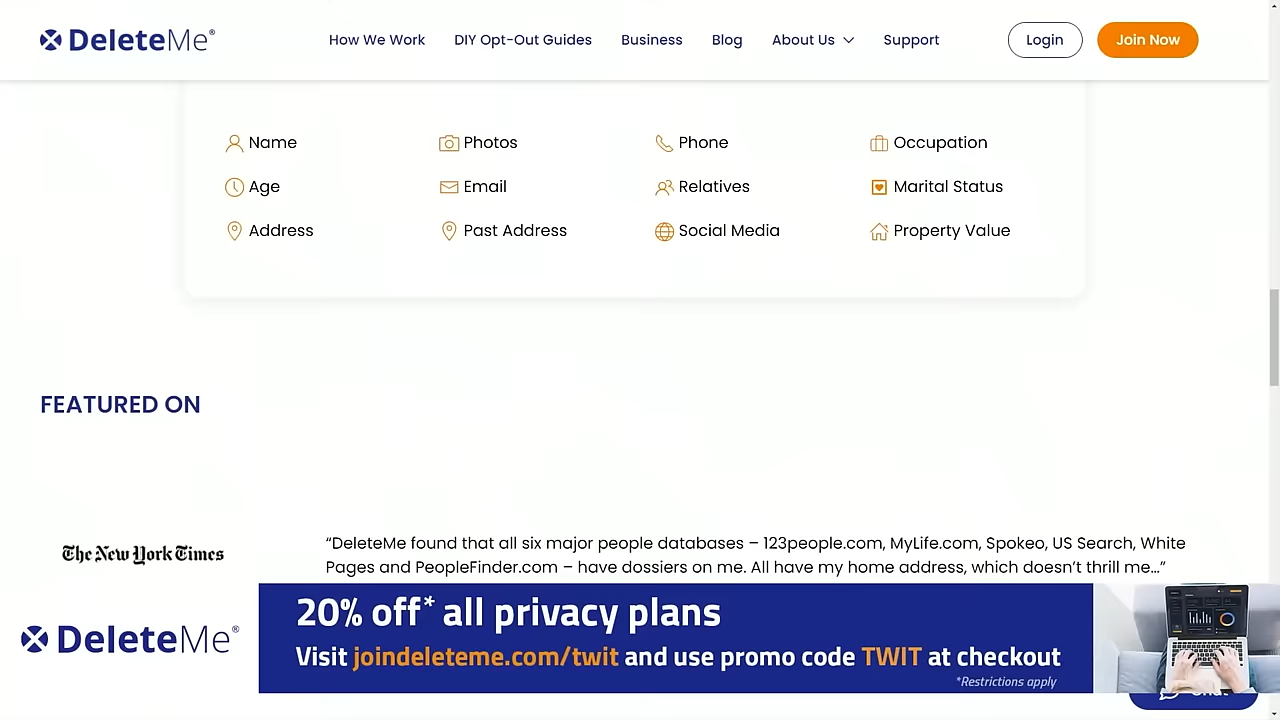 DeleteMe®
How We Work
DIY Opt-Out Guides
Business
Blog
About Us
Support
Login
Join Now
Name
Photos
Phone
Occupation
Age
Email
Relatives
Marital Status
Address
Past Address
Social Media
Property Value
FEATURED ON
The New York Times
“DeleteMe found that all six major people databases – 123people.com, MyLife.com, Spokeo, US Search, White
Pages and PeopleFinder.com – have dossiers on me. All have my home address, which doesn’t thrill me…”
DeleteMe®
20% off* all privacy plans
Visit joindeleteme.com/twit and use promo code TWIT at checkout
*Restrictions apply